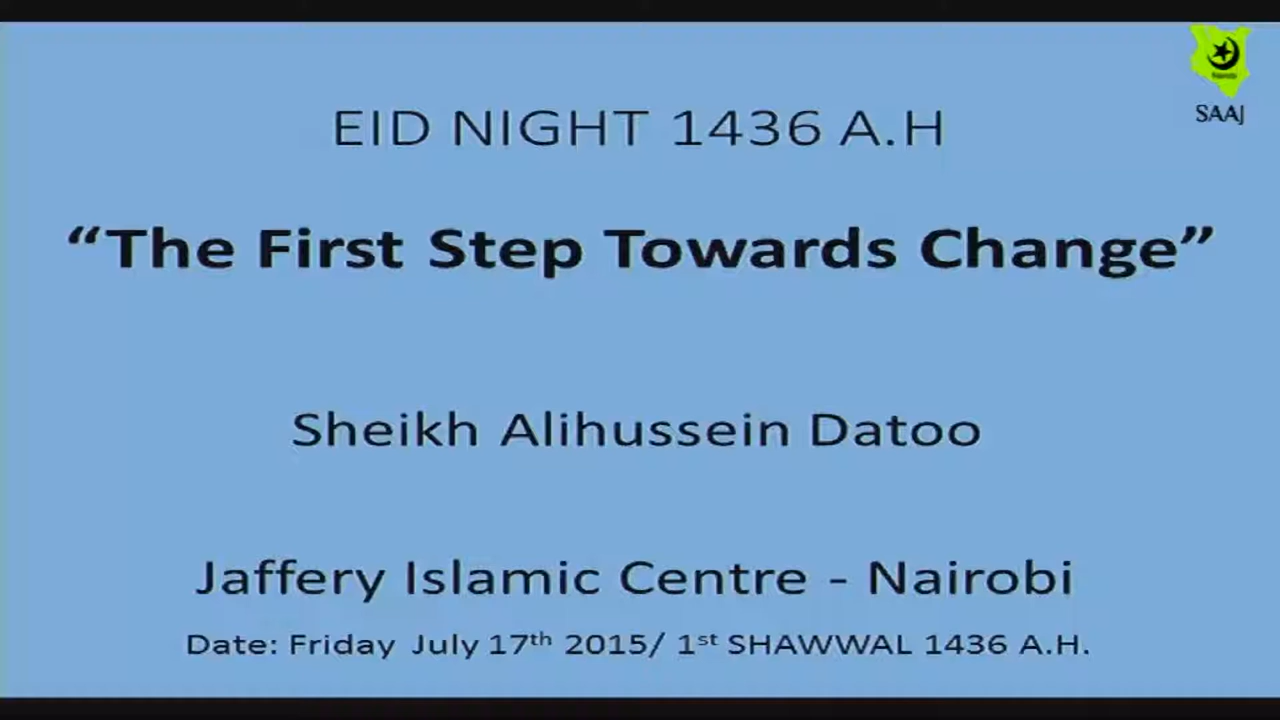 SAAJ
EID NIGHT 1436 A.H
“The First Step Towards Change”
Sheikh Alihussein Datoo
Jaffery Islamic Centre - Nairobi
Date: Friday July 17th 2015/ 1st SHAWWAL 1436 A.H.